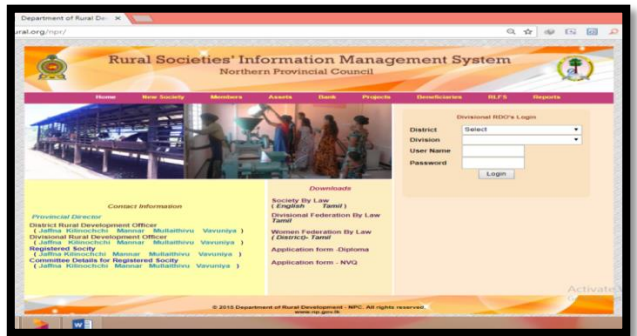 Department of Rural De
ural.org/npr/
Rural Societies' Information Management System
Northern Provincial Council
Home New Society Members Assets Bank Projects Beneficiaries RLFS Reports
Divisional RDO's Login
District Select
Division
User Name
Password
Login
Contact Information
Provincial Director
District Rural Development Officer
( Jaffna Kilinochchi Mannar Mullaithivu Vavuniya )
Divisional Rural Development Officer
( Jaffna Kilinochchi Mannar Mullaithivu Vavuniya )
Registered Socity
( Jaffna Kilinochchi Mannar Mullaithivu Vavuniya )
Committee Details for Registered Socity
( Jaffna Kilinochchi Mannar Mullaithivu Vavuniya )
Downloads
Society By Law
( English Tamil )
Divisional Federation By Law
Tamil
Women Federation By Law
( District)- Tamil
Application form -Diploma
Application form - NVQ
Activate
© 2015 Department of Rural Development - NPC. All rights reserved.
www.np.gov.lk